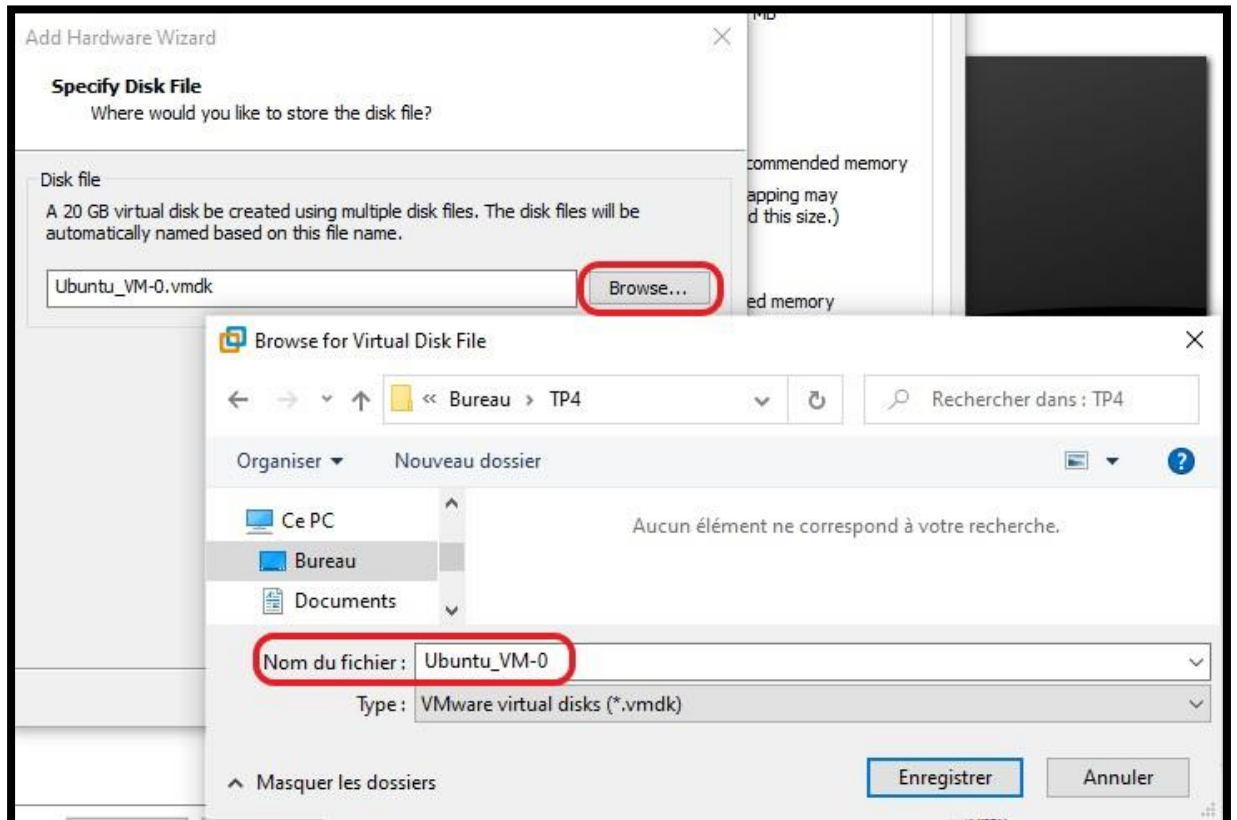 Add Hardware Wizard
MB
Specify Disk File
Where would you like to store the disk file?
commended memory
Disk file
apping may
A 20 GB virtual disk be created using multiple disk files. The disk files will be
d this size.)
automatically named based on this file name.
Ubuntu_VM-0.vmdk
Browse...
ed memory
Browse for Virtual Disk File
« Bureau › TP4
Rechercher dans : TP4
Organiser
Nouveau dossier
Ce PC
Aucun élément ne correspond à votre recherche.
Bureau
Documents
Nom du fichier : Ubuntu_VM-0
Type : VMware virtual disks (*.vmdk)
Masquer les dossiers
Enregistrer
Annuler